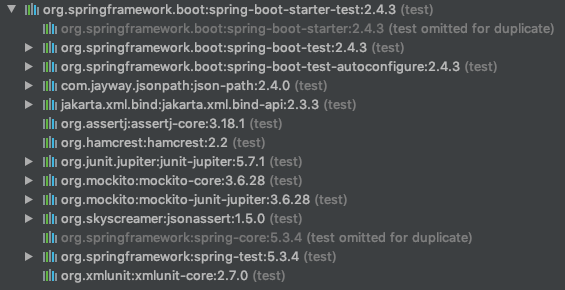 org.springframework.boot:spring-boot-starter-test:2.4.3 (test)
org.springframework.boot:spring-boot-starter:2.4.3 (test omitted for duplicate)
org.springframework.boot:spring-boot-test:2.4.3 (test)
org.springframework.boot:spring-boot-test-autoconfigure:2.4.3 (test)
com.jayway.jsonpath:json-path:2.4.0 (test)
jakarta.xml.bind:jakarta.xml.bind-api:2.3.3 (test)
org.assertj:assertj-core:3.18.1 (test)
org.hamcrest:hamcrest:2.2 (test)
org.junit.jupiter:junit-jupiter:5.7.1 (test)
org.mockito:mockito-core:3.6.28 (test)
org.mockito:mockito-junit-jupiter:3.6.28 (test)
org.skyscreamer:jsonassert:1.5.0 (test)
org.springframework:spring-core:5.3.4 (test omitted for duplicate)
org.springframework:spring-test:5.3.4 (test)
org.xmlunit:xmlunit-core:2.7.0 (test)